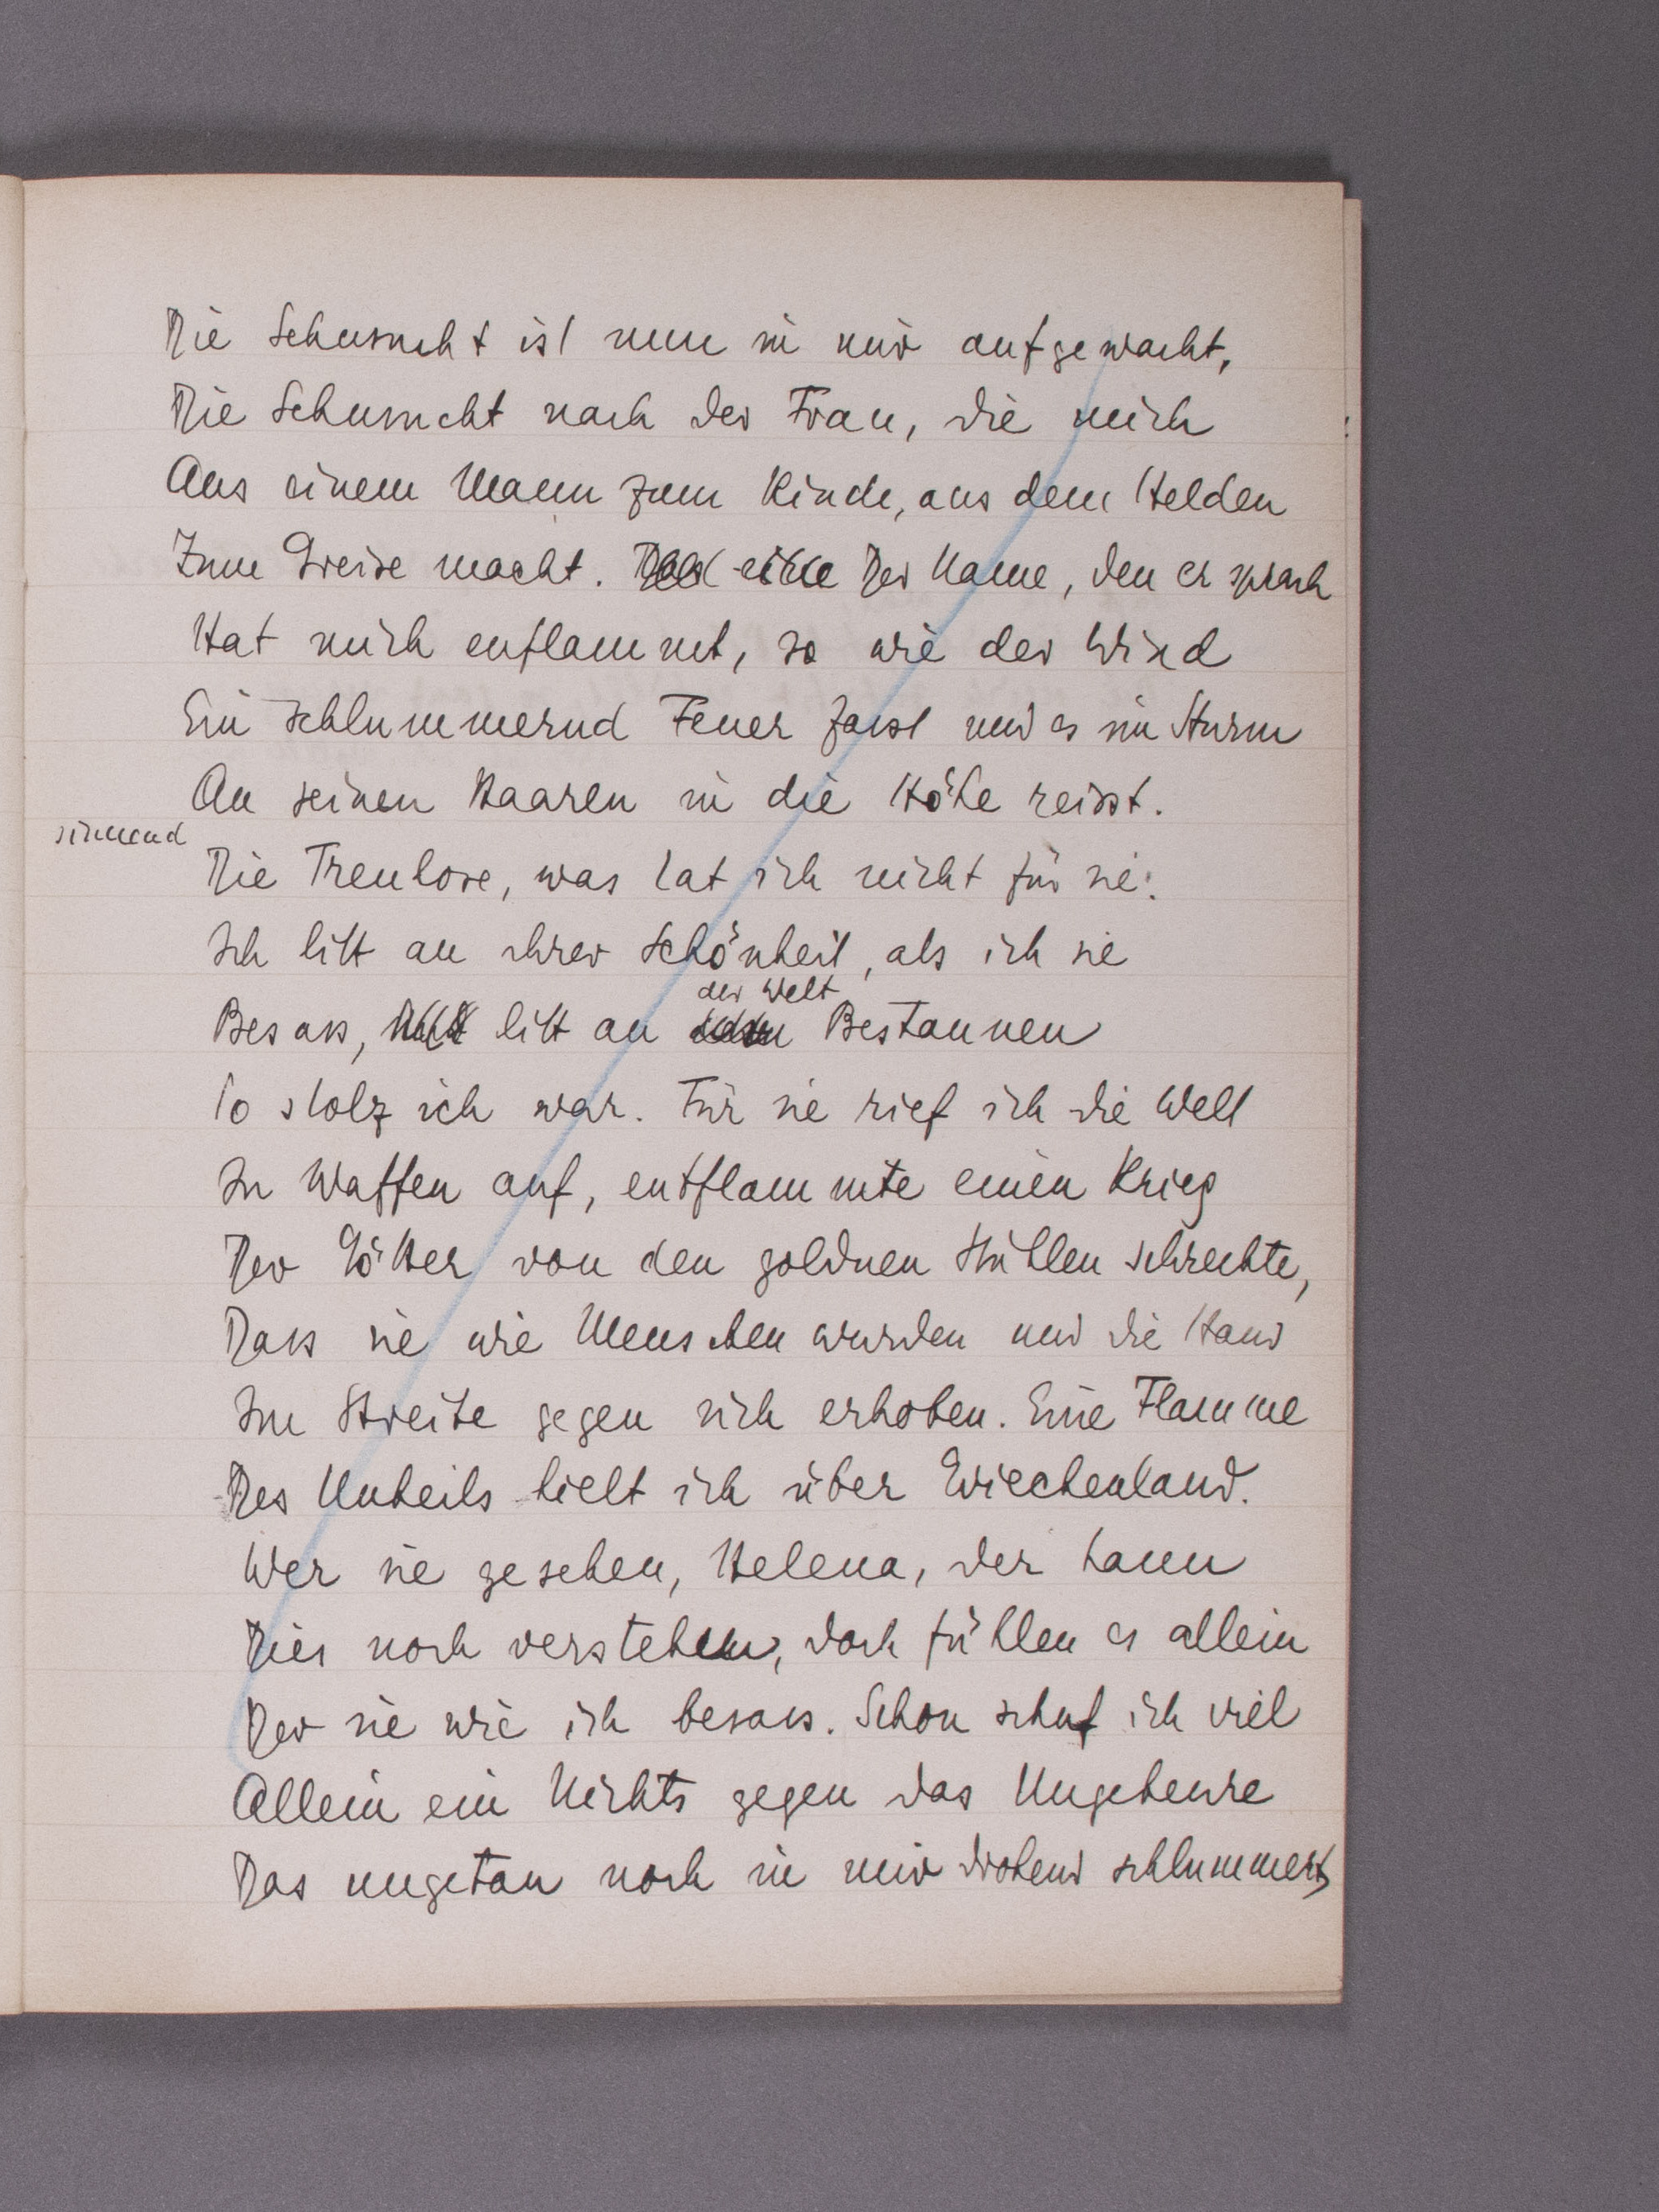 Die Sehnsucht ist nun in mir aufgewacht,
Die Sehnsucht nach der Frau, die mich
Aus einem Mann zum Kinde, aus dem Helden
Zum Greise macht. Der Name, den er sprach
Hat mich entflammt, so wie der Wind
Ein schlummernd Feuer fasst und es im Sturm
An seinen Haaren in die Höhe reisst.
sinnend
Die Treulose, was tat ich nicht für sie!
Ich litt an ihrer Schönheit, als ich sie
der Welt
Besass, litt an Bestaunen
So stolz ich war. Für sie rief ich die Welt
In Waffen auf, entflammte einen Krieg
Der Götter von den goldnen Stühlen schreckte,
Dass sie wie Menschen wurden und die Hand
Im Streite gegen sich erhoben. Eine Flamme
Des Unheils hielt ich über Griechenland.
Wer sie gesehen, Helena, der kann
Dies noch verstehen, doch fühlen es allein
Der sie wie ich besass. Schon schuf ich viel
Allein ein Nichts gegen das Ungeheure
Das ungetan noch in mir drohend schlummert,